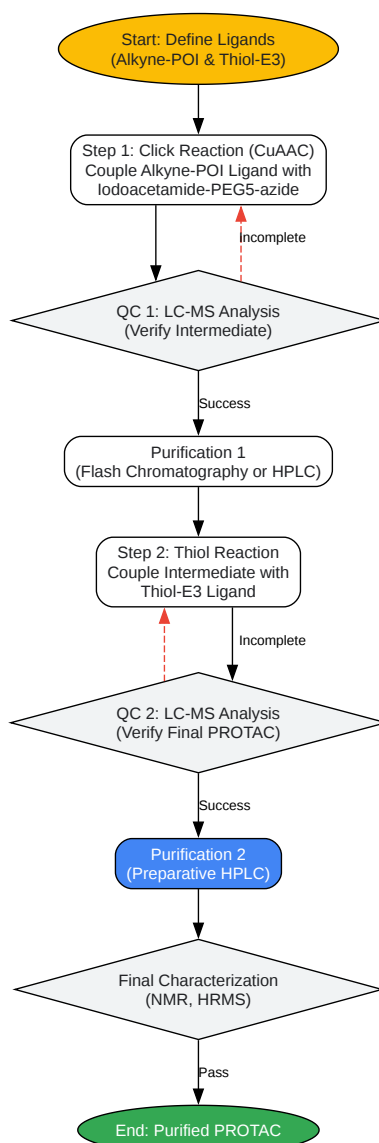 Start: Define Ligands
(Alkyne-POI & Thiol-E3)
Step 1: Click Reaction (CuAAC)
Couple Alkyne-POI Ligand with
Iodoacetamide-PEG5-azide
Incomplete
QC 1: LC-MS Analysis
(Verify Intermediate)
Success
Purification 1
(Flash Chromatography or HPLC)
Step 2: Thiol Reaction
Couple Intermediate with
Thiol-E3 Ligand
Incomplete
QC 2: LC-MS Analysis
(Verify Final PROTAC)
Success
Purification 2
(Preparative HPLC)
Final Characterization
(NMR, HRMS)
Pass
End: Purified PROTAC